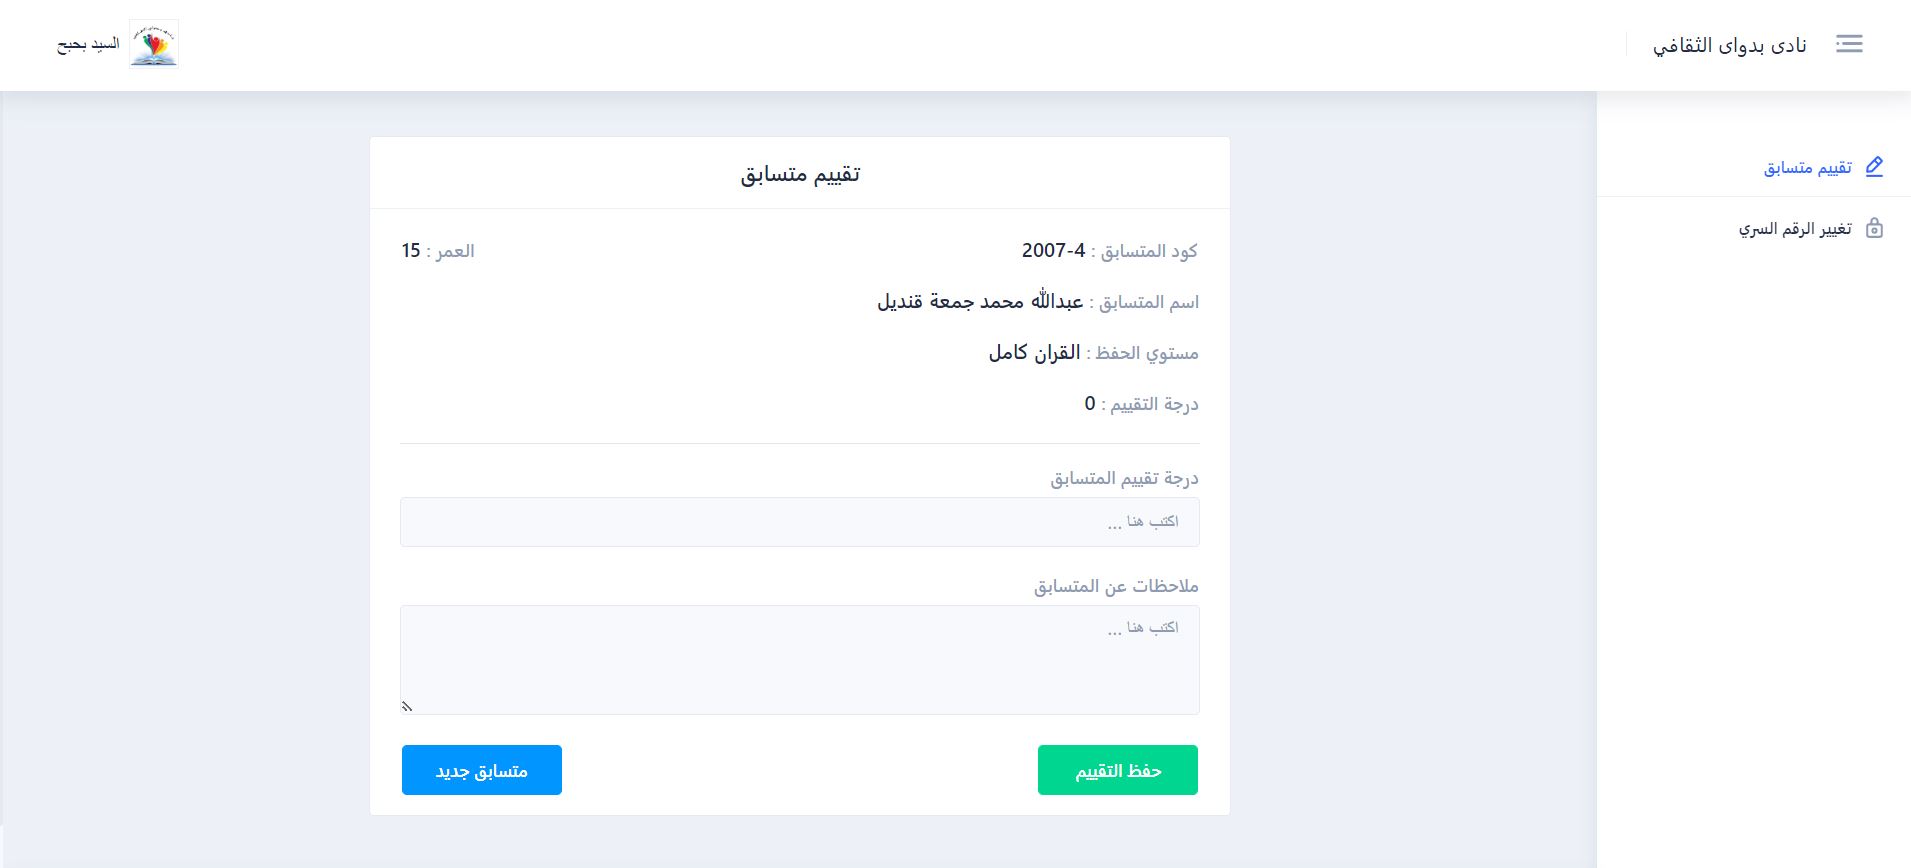 نادى بدواى الثقافي
السيد بحبح
تقييم متسابق
تغيير الرقم السري
تقييم متسابق
كود المتسابق : 4-2007
العمر : 15
اسم المتسابق : عبدالله محمد جمعة قنديل
مستوي الحفظ : القران كامل
درجة التقييم : 0
درجة تقييم المتسابق
اكتب هنا ...
ملاحظات عن المتسابق
اكتب هنا ...
حفظ التقييم
متسابق جديد